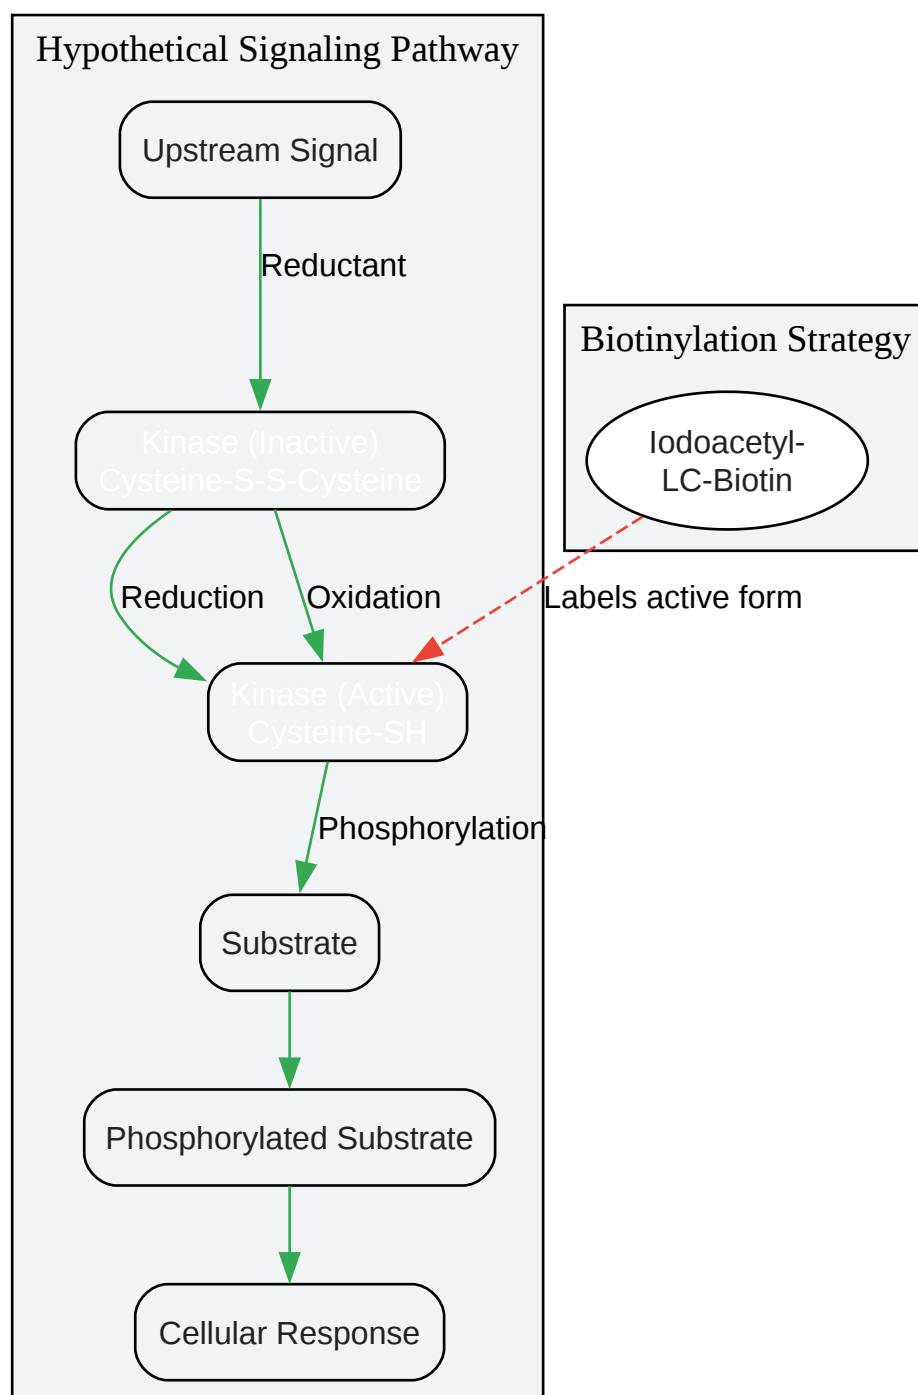 Hypothetical Signaling Pathway
Upstream Signal
Reductant
Biotinylation Strategy
Iodoacetyl-
LC-Biotin
Kinase (Inactive)
Cysteine-S-S-Cysteine
Reduction
Oxidation
Labels active form
Kinase (Active)
Cysteine-SH
Phosphorylation
Substrate
Phosphorylated Substrate
Cellular Response